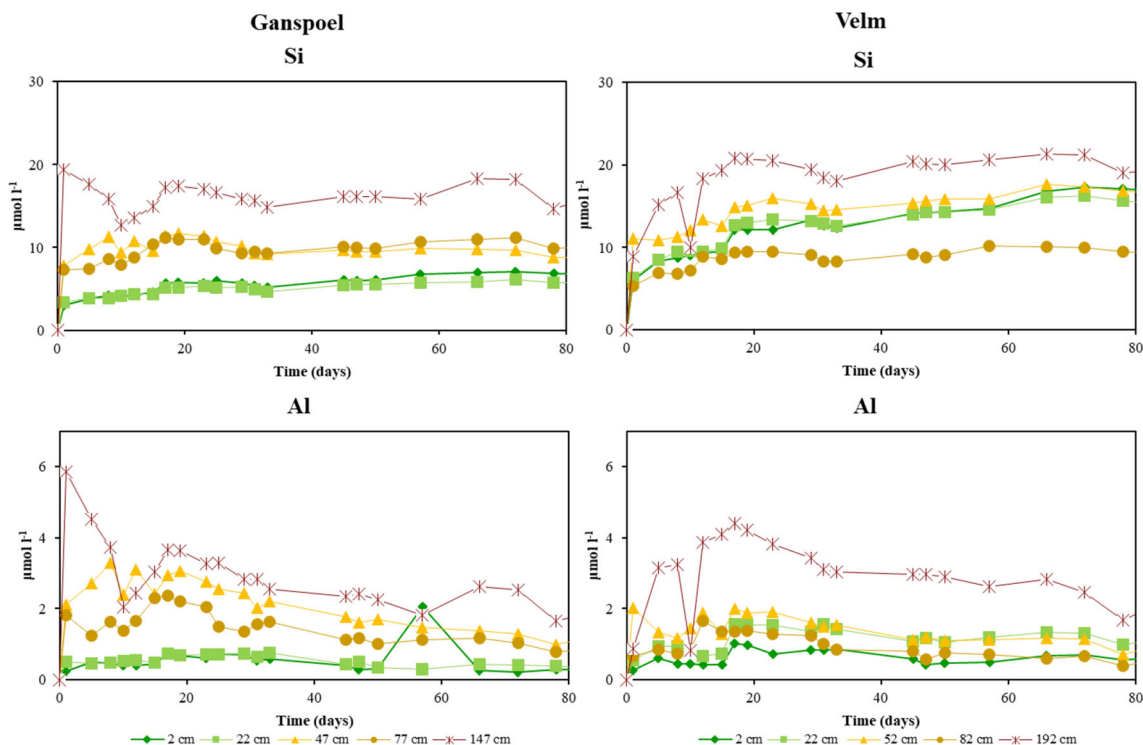 Ganspoel
Velm
Si
Si
30
20
10
0
µmol l-1
0 20 40 60 80
Time (days)
30
20
10
0
µmol l-1
0 20 40 60 80
Time (days)
Al
Al
6
4
2
0
µmol l-1
0 20 40 60 80
Time (days)
6
4
2
0
µmol l-1
0 20 40 60 80
Time (days)
2 cm 22 cm 47 cm 77 cm 147 cm
2 cm 22 cm 52 cm 82 cm 192 cm